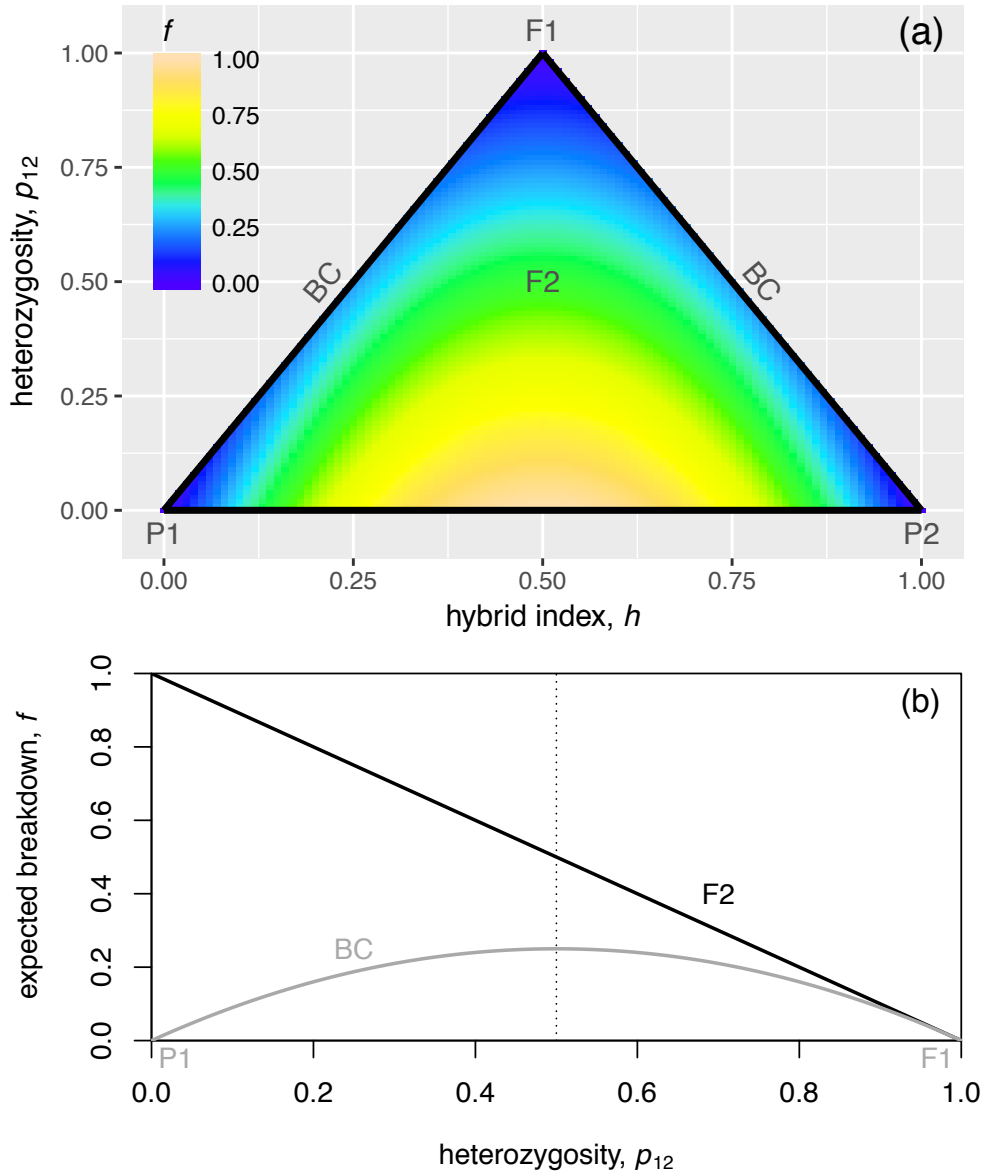 F1
(a)
f
1.00
0.75
0.50
0.25
0.00
1.00
0.75
0.50
0.25
0.00
heterozygosity, p12
BC
F2
BC
P1
P2
0.00 0.25 0.50 0.75 1.00
hybrid index, h
(b)
1.0
0.8
0.6
0.4
0.2
0.0
expected breakdown, f
F2
BC
P1
F1
0.0 0.2 0.4 0.6 0.8 1.0
heterozygosity, p12